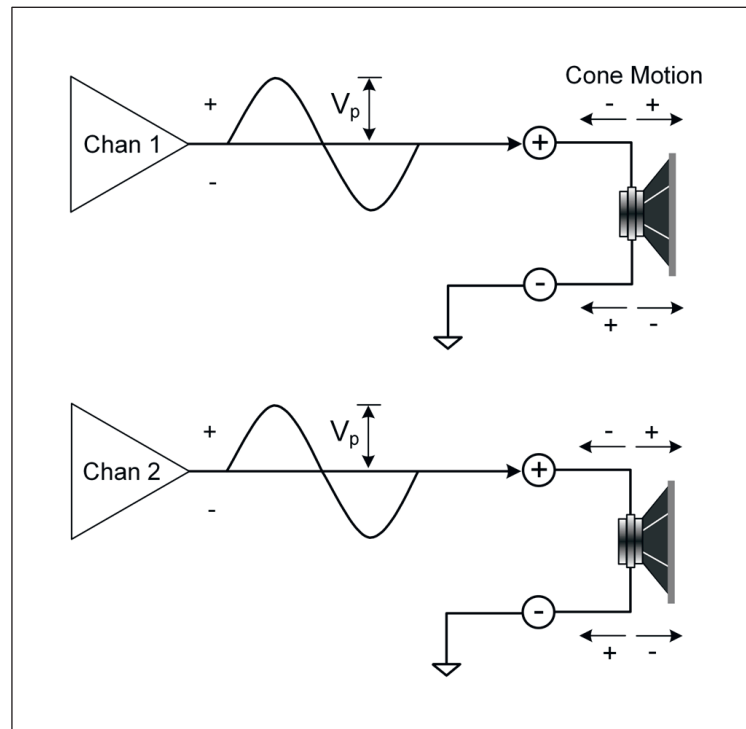 Cone Motion
- +
+
Vp
Chan 1
+
-
-
+ -
- +
+
Vp
Chan 2
+
-
-
+ -